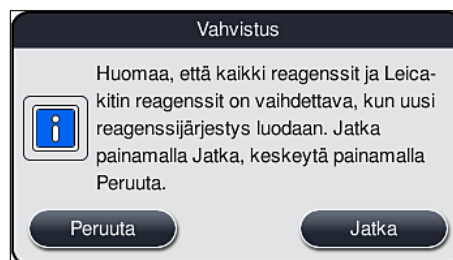 Vahvistus
Huomaa, että kaikki reagenssit ja Leica-
kitin reagenssit on vaihdettava, kun uusi
reagenssijärjestys luodaan. Jatka
painamalla Jatka, keskeytä painamalla
Peruuta.
Peruuta
Jatka